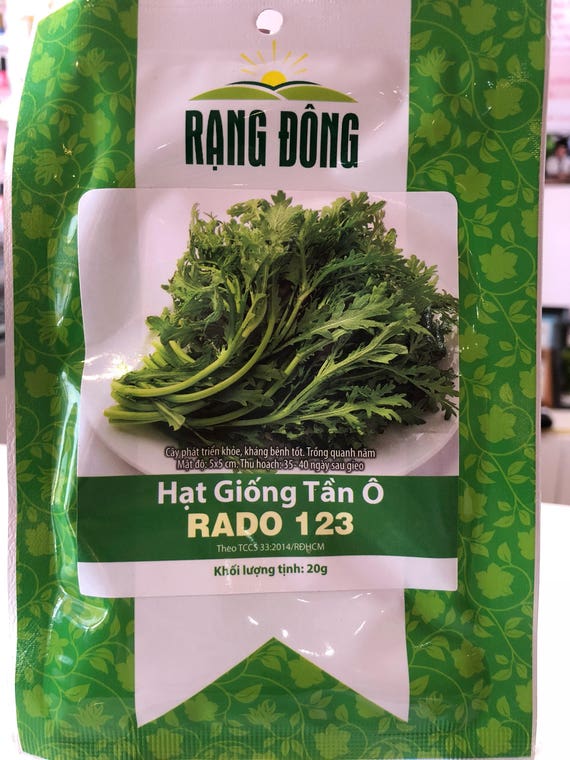 RẠNG ĐÔNG
Cây phát triển khỏe, kháng bệnh tốt. Trồng quanh năm
Mật độ: 5x5 cm. Thu hoạch: 35- 40 ngày sau gieo
Hạt Giống Tần Ô
RADO 123
Theo TCCS 33:2014/RĐHCM
Khối lượng tịnh: 20g